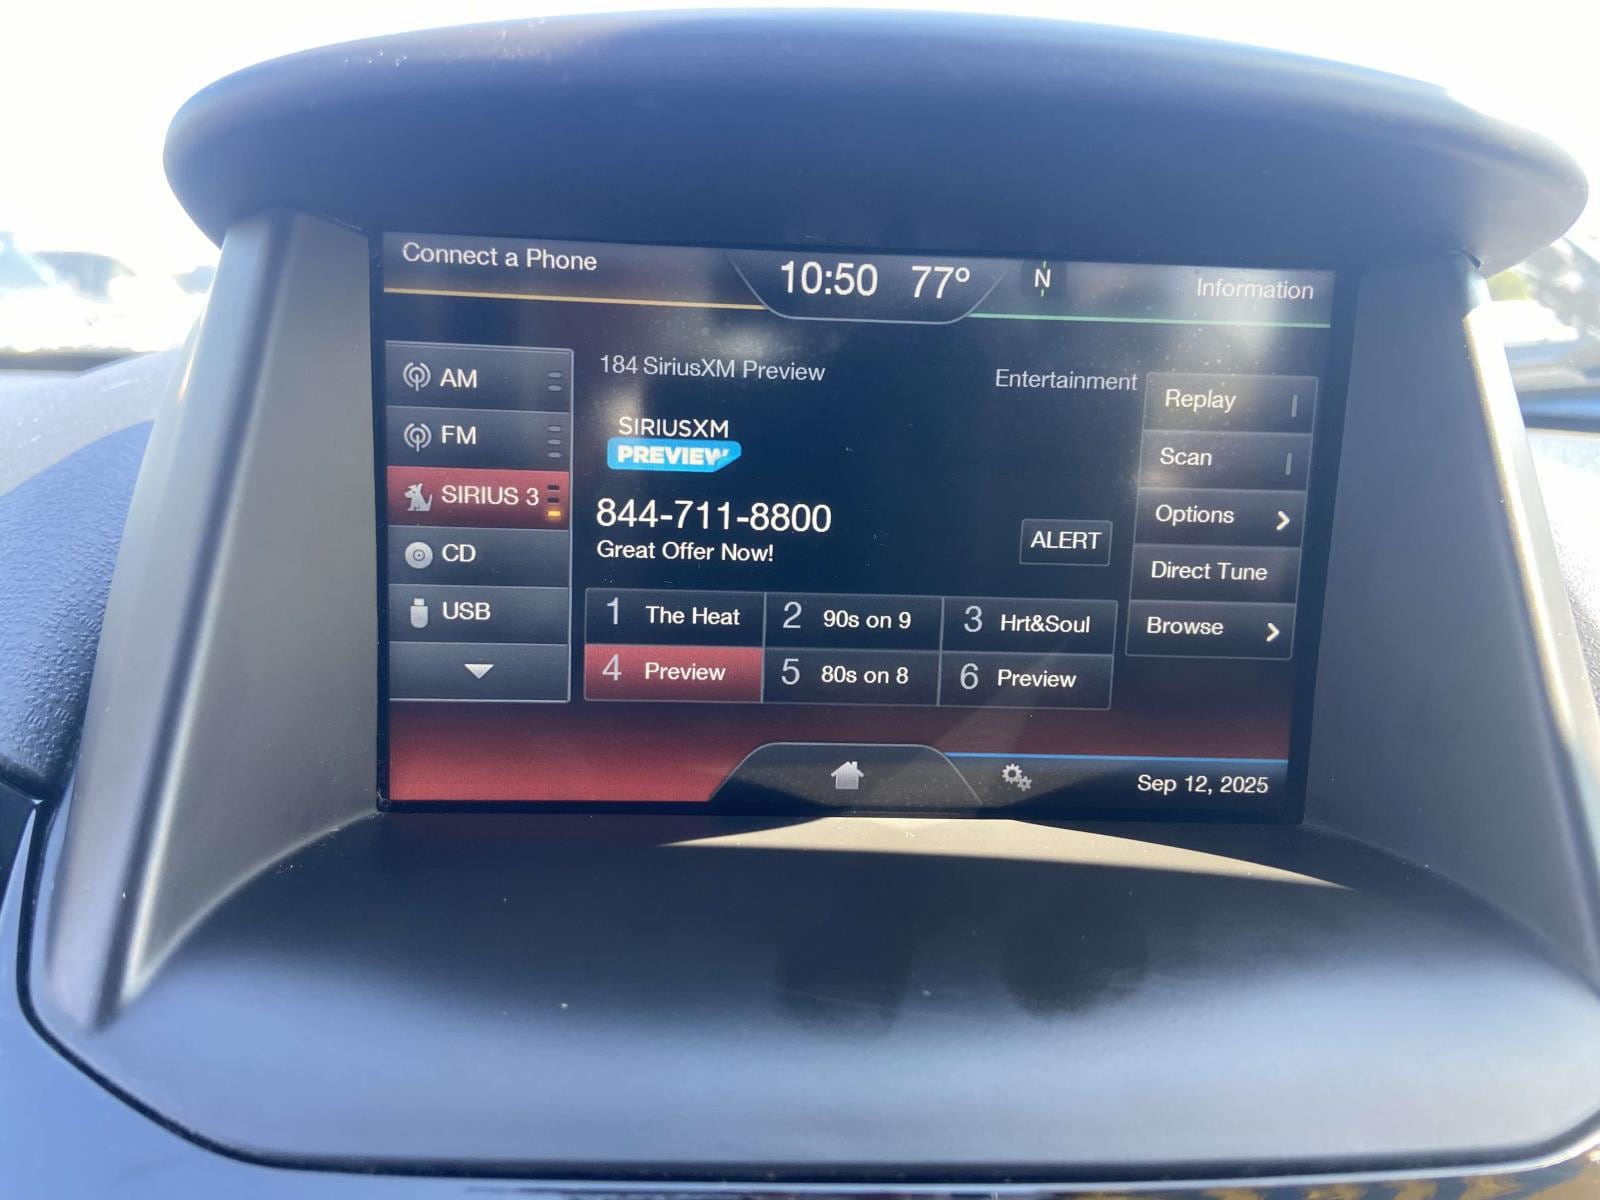 Connect a Phone
10:50 77°
N
Information
AM
FM
SIRIUS 3
CD
USB
184 SiriusXM Preview
Entertainment
SIRIUSXM
PREVIEW
844-711-8800
Great Offer Now!
ALERT
1 The Heat
2 90s on 9
3 Hrt&Soul
4 Preview
5 80s on 8
6 Preview
Replay
Scan
Options
Direct Tune
Browse
Sep 12, 2025